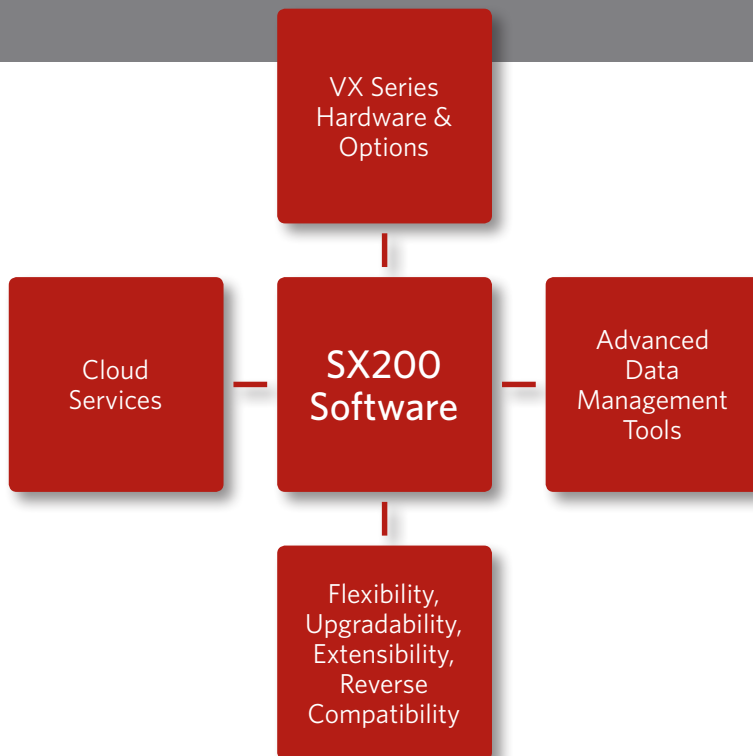 VX Series
Hardware &
Options
Cloud
Services
SX200
Software
Advanced
Data
Management
Tools
Flexibility,
Upgradability,
Extensibility,
Reverse
Compatibility